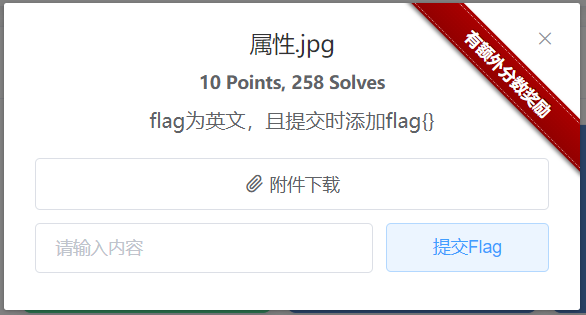 属性.jpg
有额外分数奖励
10 Points, 258 Solves
flag为英文，且提交时添加flag{}
附件下载
请输入内容
提交Flag